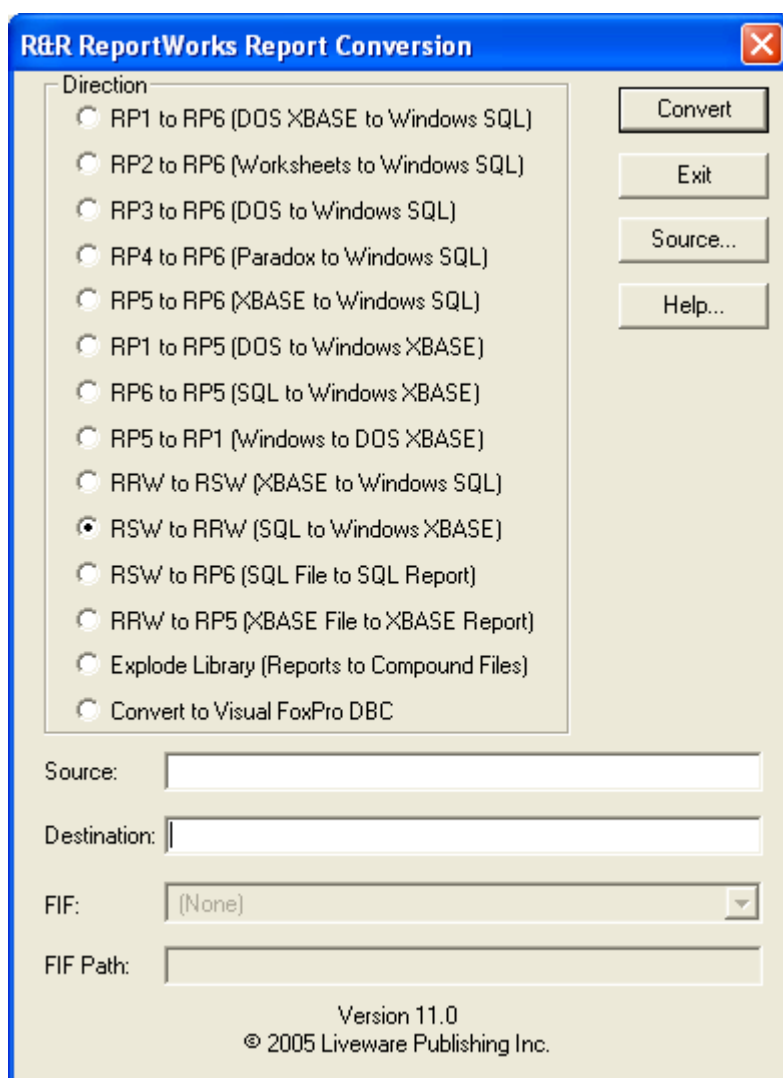 R&R ReportWorks Report Conversion
Direction
RP1 to RP6 (DOS XBASE to Windows SQL)
RP2 to RP6 (Worksheets to Windows SQL)
RP3 to RP6 (DOS to Windows SQL)
RP4 to RP6 (Paradox to Windows SQL)
RP5 to RP6 (XBASE to Windows SQL)
RP1 to RP5 (DOS to Windows XBASE)
RP6 to RP5 (SQL to Windows XBASE)
RP5 to RP1 (Windows to DOS XBASE)
RRW to RSW (XBASE to Windows SQL)
RSW to RRW (SQL to Windows XBASE)
RSW to RP6 (SQL File to SQL Report)
RRW to RP5 (XBASE File to XBASE Report)
Explode Library (Reports to Compound Files)
Convert to Visual FoxPro DBC
Convert
Exit
Source...
Help...
Source:
Destination:
FIF: (None)
FIF Path:
Version 11.0
© 2005 Liveware Publishing Inc.